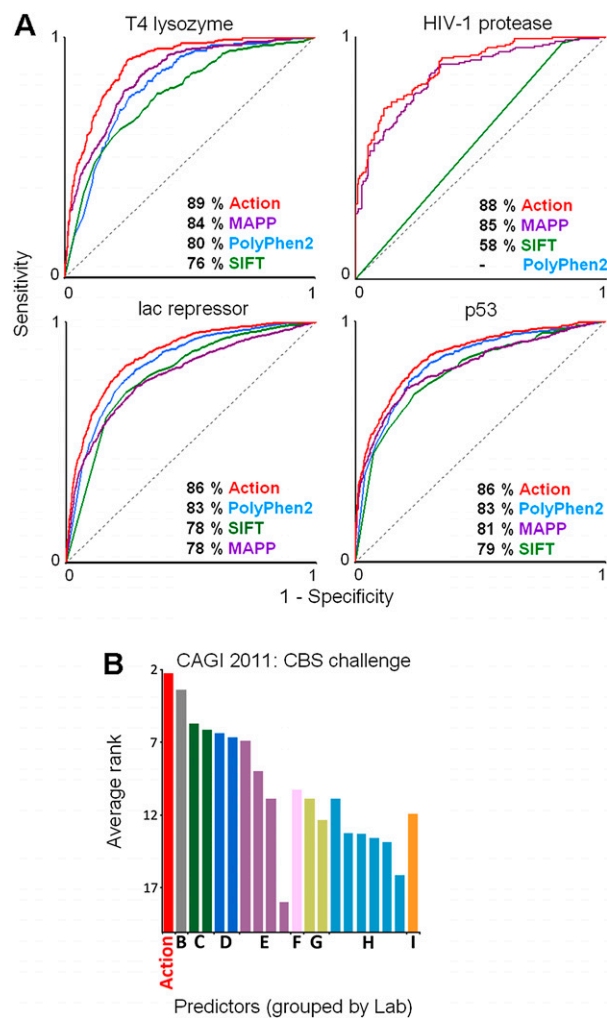 A
T4 lysozyme
HIV-1 protease
1
89 % Action
84 % MAPP
80 % PolyPhen2
76 % SIFT
0
0 1
1
88 % Action
85 % MAPP
58 % SIFT
- PolyPhen2
0
0 1
Sensitivity
lac repressor
p53
1
86 % Action
83 % PolyPhen2
78 % SIFT
78 % MAPP
0
0 1
1
86 % Action
83 % PolyPhen2
81 % MAPP
79 % SIFT
0
0 1
1 - Specificity
B
CAGI 2011: CBS challenge
Average rank
2
7
12
17
Action B C D E F G H I
Predictors (grouped by Lab)